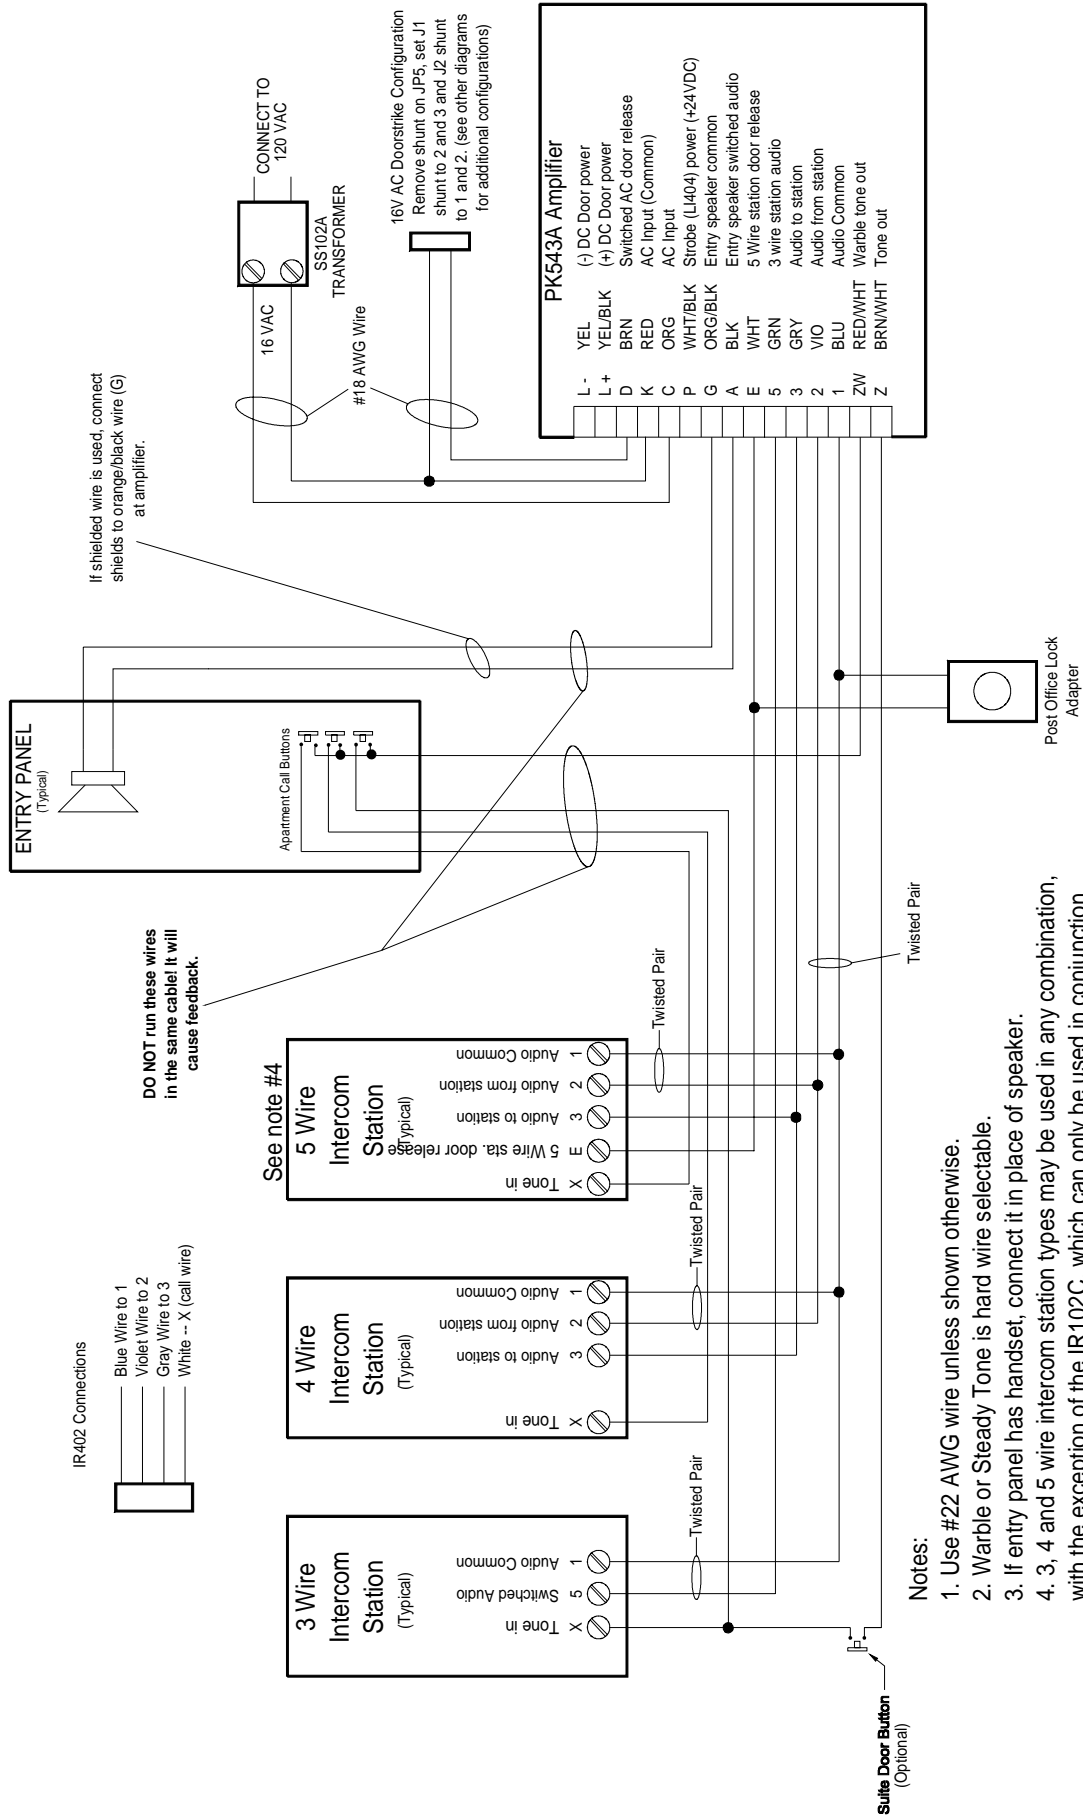 IR402 Connections
Blue Wire to 1
Violet Wire to 2
Gray Wire to 3
White -- X (call wire)
DO NOT run these wires
in the same cable! It will
cause feedback.
ENTRY PANEL
(Typical)
Apartment Call Buttons
If shielded wire is used, connect
shields to orange/black wire (G)
at amplifier.
CONNECT TO
120 VAC
SS102A
TRANSFORMER
16 VAC
#18 AWG Wire
16V AC Doorstrike Configuration
Remove shunt on JP5, set J1
shunt to 2 and 3 and J2 shunt
to 1 and 2. (see other diagrams
for additional configurations)
3 Wire
Intercom
Station
(Typical)
X Tone in
5 Switched Audio
1 Audio Common
Twisted Pair
4 Wire
Intercom
Station
(Typical)
X Tone in
3 Audio to station
2 Audio from station
1 Audio Common
Twisted Pair
See note #4
5 Wire
Intercom
Station
(Typical)
X Tone in
E 5 Wire sta. door release
3 Audio to station
2 Audio from station
1 Audio Common
Twisted Pair
PK543A Amplifier
L - YEL (-) DC Door power
L + YEL/BLK (+) DC Door power
D BRN Switched AC door release
K RED AC Input (Common)
C ORG AC Input
P WHT/BLK Strobe (LI404) power (+24VDC)
G ORG/BLK Entry speaker common
A BLK Entry speaker switched audio
E WHT 5 Wire station door release
5 GRN 3 wire station audio
3 GRY Audio to station
2 VIO Audio from station
1 BLU Audio Common
ZW RED/WHT Warble tone out
Z BRN/WHT Tone out
Suite Door Button
(Optional)
Twisted Pair
Post Office Lock
Adapter
Notes:
1. Use #22 AWG wire unless shown otherwise.
2. Warble or Steady Tone is hard wire selectable.
3. If entry panel has handset, connect it in place of speaker.
4. 3, 4 and 5 wire intercom station types may be used in any combination,
with the exception of the IR102C, which can only be used in conjunction